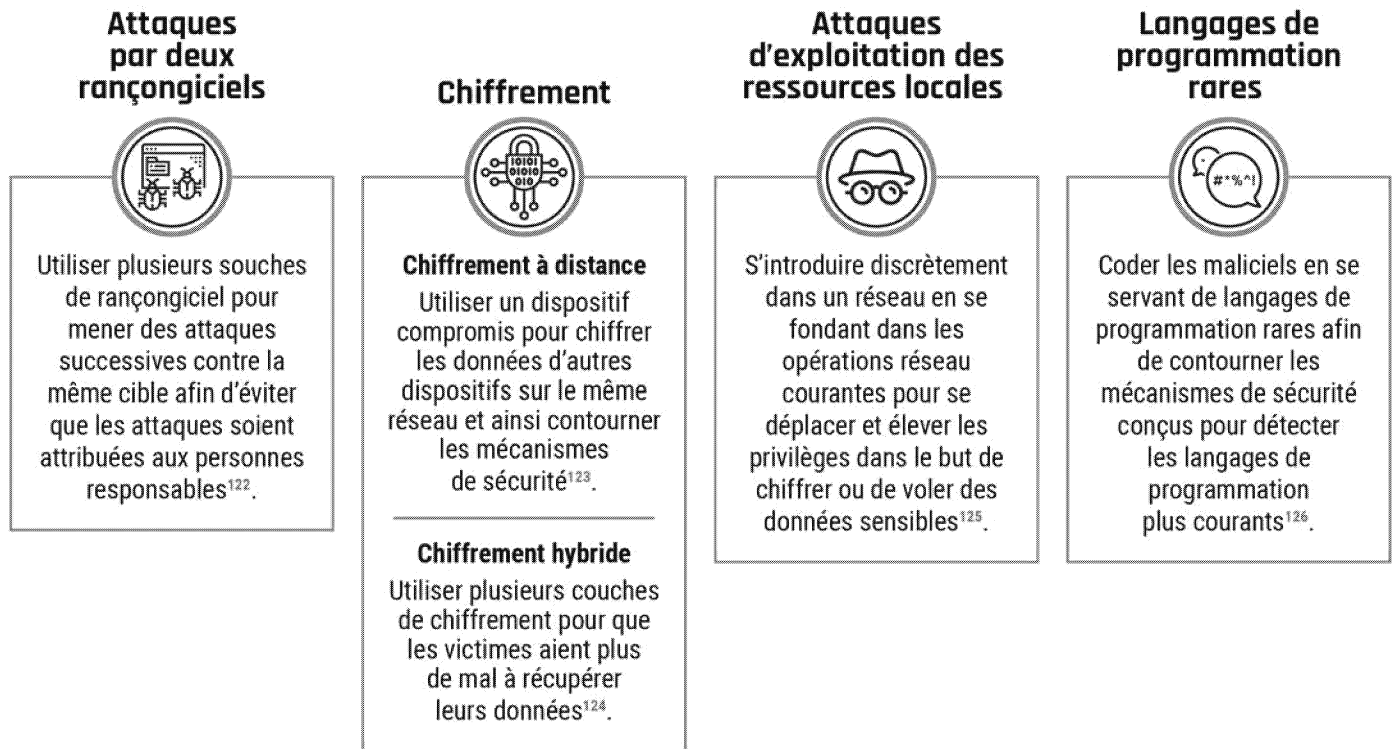 Attaques
par deux
rançongiciels
Utiliser plusieurs souches
de rançongiciel pour
mener des attaques
successives contre la
même cible afin d'éviter
que les attaques soient
attribuées aux personnes
responsables¹²².
Chiffrement
10101
01010
010
Chiffrement à distance
Utiliser un dispositif
compromis pour chiffrer
les données d'autres
dispositifs sur le même
réseau et ainsi contourner
les mécanismes
de sécurité¹²³.
Chiffrement hybride
Utiliser plusieurs couches
de chiffrement pour que
les victimes aient plus
de mal à récupérer
leurs données¹²⁴.
Attaques
d'exploitation des
ressources locales
S'introduire discrètement
dans un réseau en se
fondant dans les
opérations réseau
courantes pour se
déplacer et élever les
privilèges dans le but de
chiffrer ou de voler des
données sensibles¹²⁵.
Langages de
programmation
rares
#*%^!
Coder les maliciels en se
servant de langages de
programmation rares afin
de contourner les
mécanismes de sécurité
conçus pour détecter
les langages de
programmation
plus courants¹²⁶.